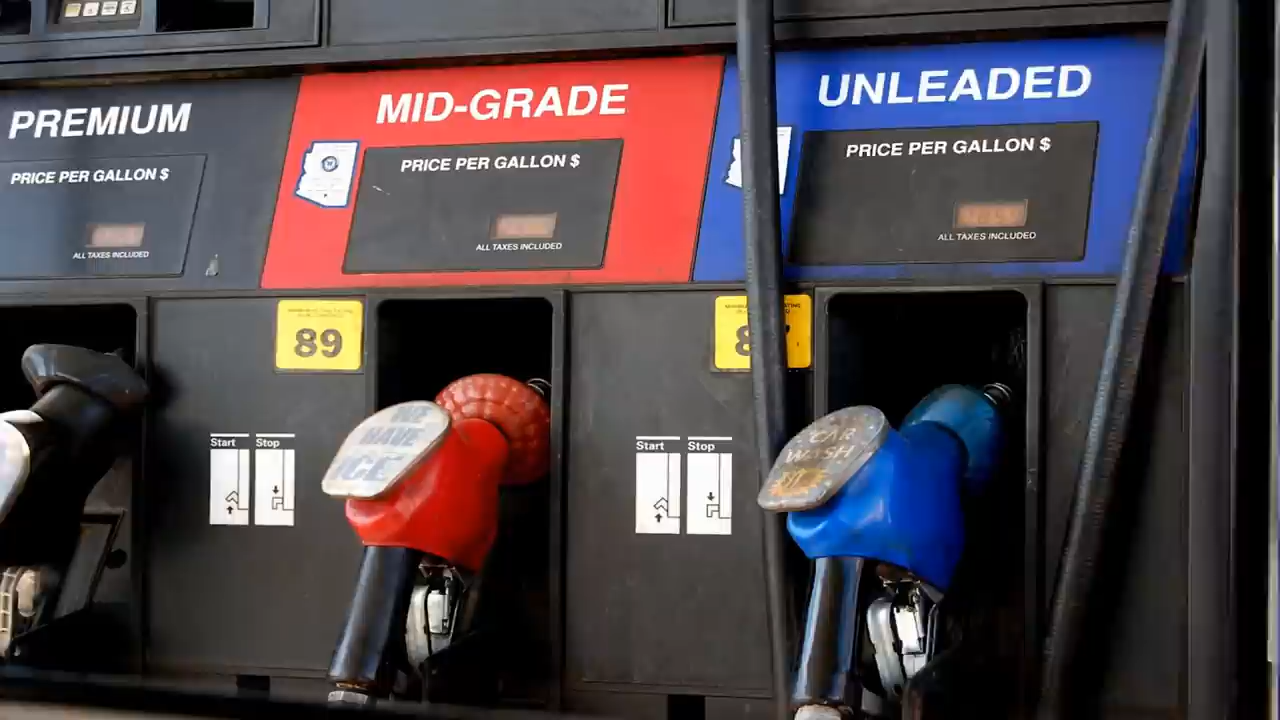 PREMIUM
PRICE PER GALLON $
ALL TAXES INCLUDED
MID-GRADE
PRICE PER GALLON $
ALL TAXES INCLUDED
UNLEADED
PRICE PER GALLON $
ALL TAXES INCLUDED
89
Start Stop
Start Stop
WE
HAVE
ICE
CAR
WASH